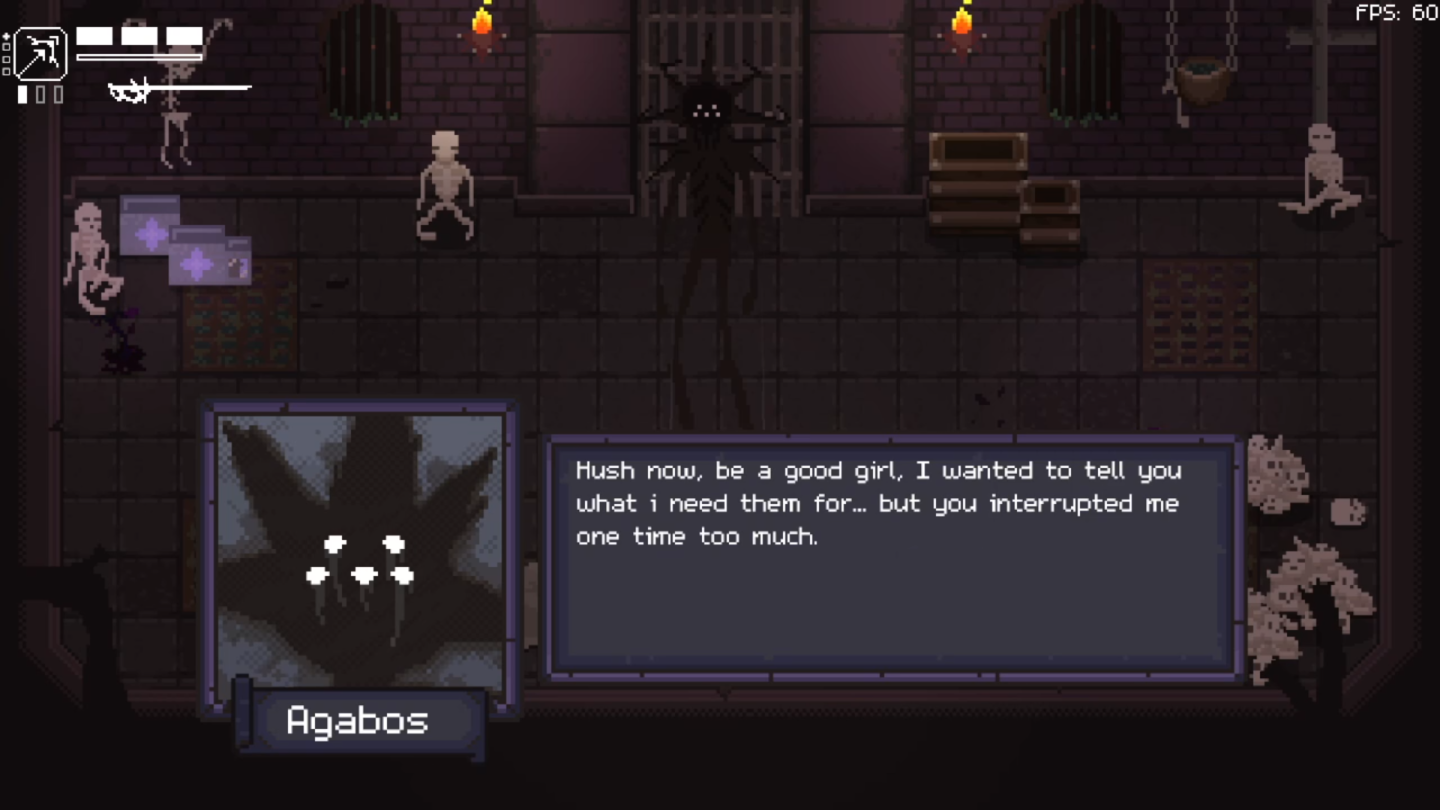 FPS: 60
Hush now, be a good girl, I wanted to tell you
what i need them for... but you interrupted me
one time too much.
Agabos